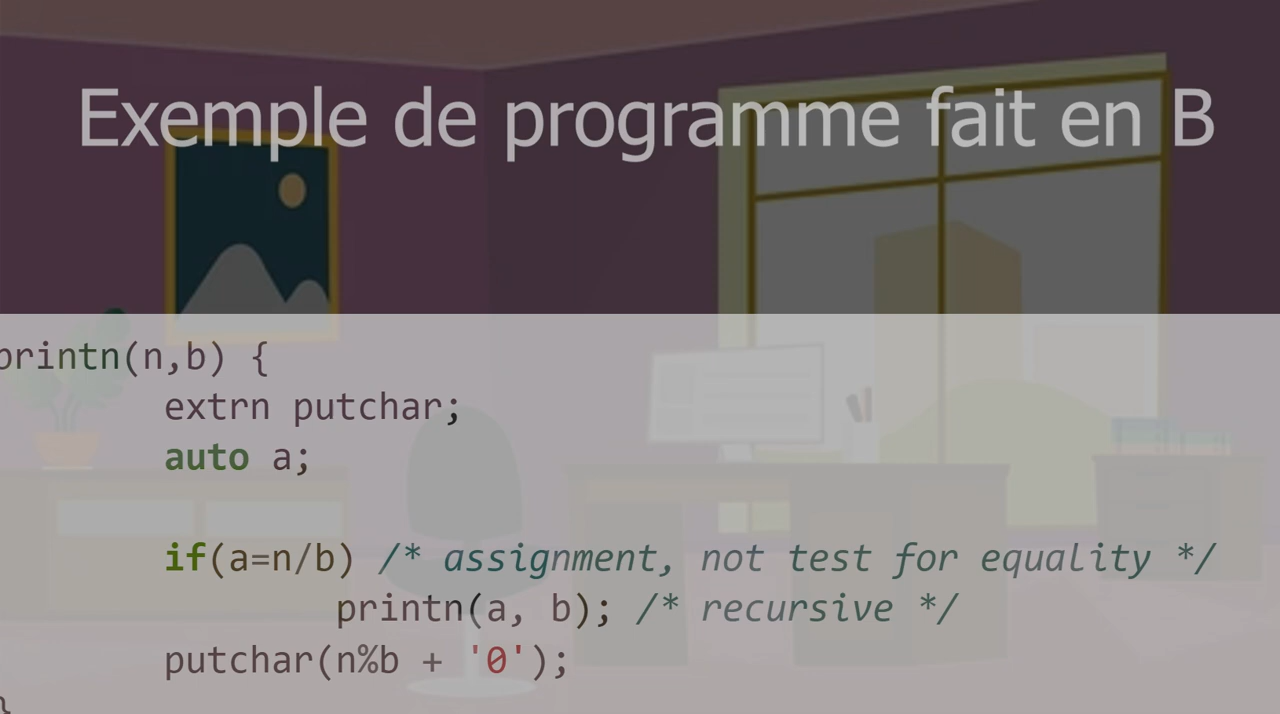 Exemple de programme fait en B
printn(n,b) {
extrn putchar;
auto a;
if(a=n/b) /* assignment, not test for equality */
printn(a, b); /* recursive */
putchar(n%b + '0');
}